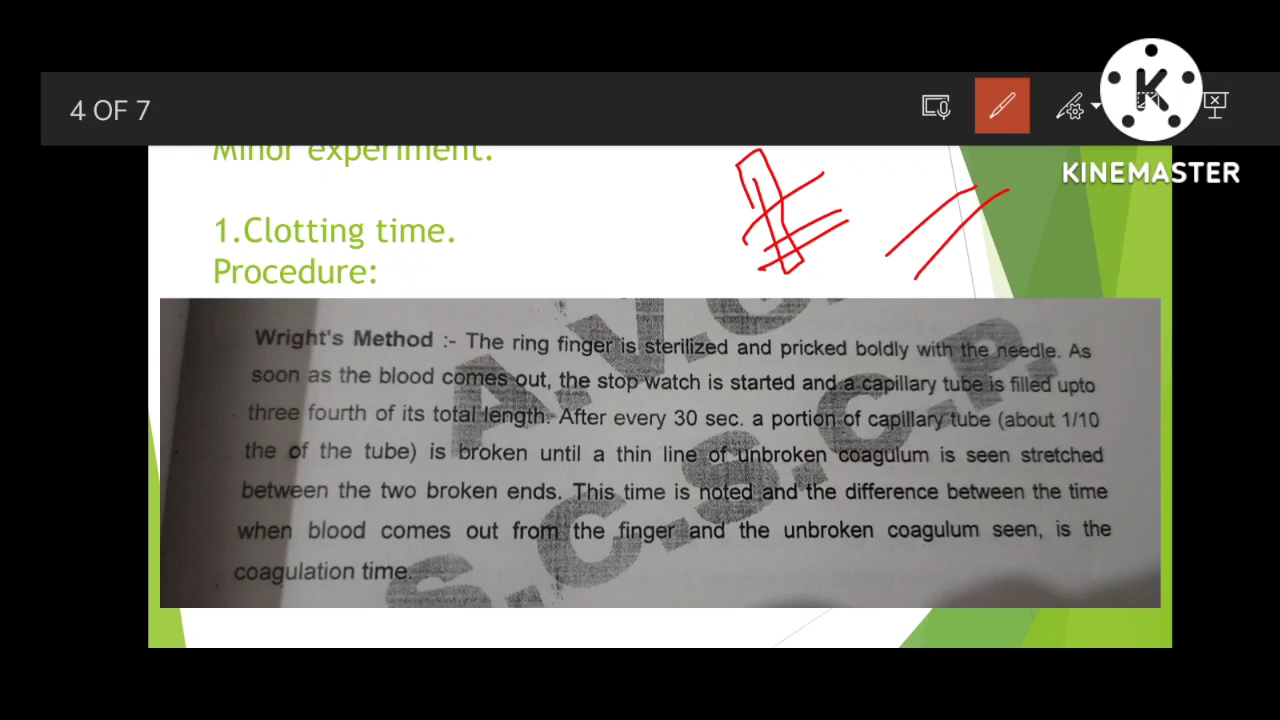 4 OF 7
KINEMASTER
Minor experiment.
1.Clotting time.
Procedure:
Wright's Method :- The ring finger is sterilized and pricked boldly with the needle. As
soon as the blood comes out, the stop watch is started and a capillary tube is filled upto
three fourth of its total length. After every 30 sec. a portion of capillary tube (about 1/10
the of the tube) is broken until a thin line of unbroken coagulum is seen stretched
between the two broken ends. This time is noted and the difference between the time
when blood comes out from the finger and the unbroken coagulum seen, is the
coagulation time.
A.V.G.
S.C.S.C.P.